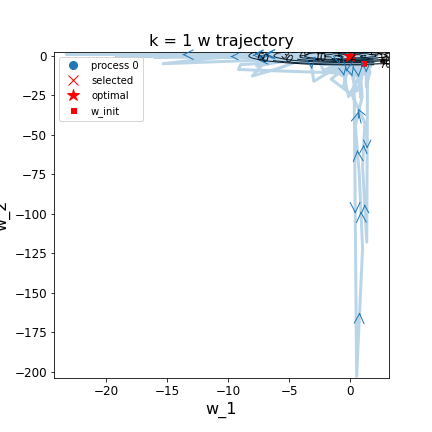 k = 1 w trajectory
process 0
selected
optimal
w_init
0
−25
−50
−75
−100
−125
−150
−175
−200
w_2
−20
−15
−10
−5
0
w_1